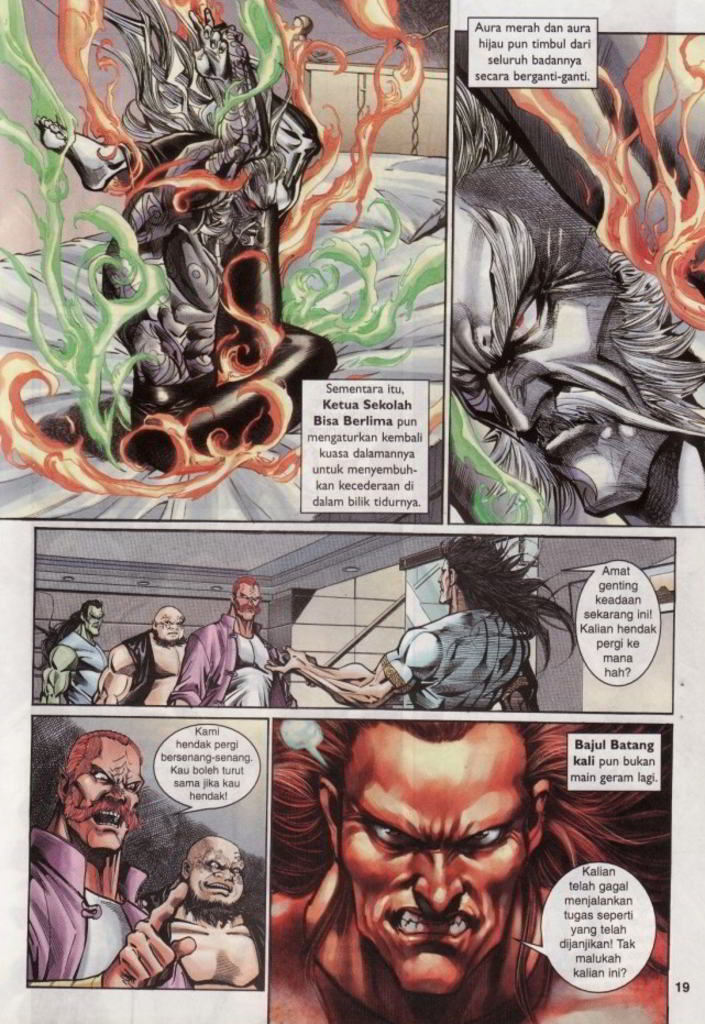 Sementara itu,
Ketua Sekolah
Bisa Berlima pun
mengaturkan kembali
kuasa dalamannya
untuk menyembuh-
kan kecederaan di
dalam bilik tidurnya.
Aura merah dan aura
hijau pun timbul dari
seluruh badannya
secara berganti-ganti.
Amat
genting
keadaan
sekarang ini!
Kalian hendak
pergi ke
mana
hah?
Kami
hendak pergi
bersenang-senang.
Kau boleh turut
sama jika kau
hendak!
Bajul Batang
kali pun bukan
main geram lagi.
Kalian
telah gagal
menjalankan
tugas seperti
yang telah
dijanjikan! Tak
malukah
kalian ini?
19